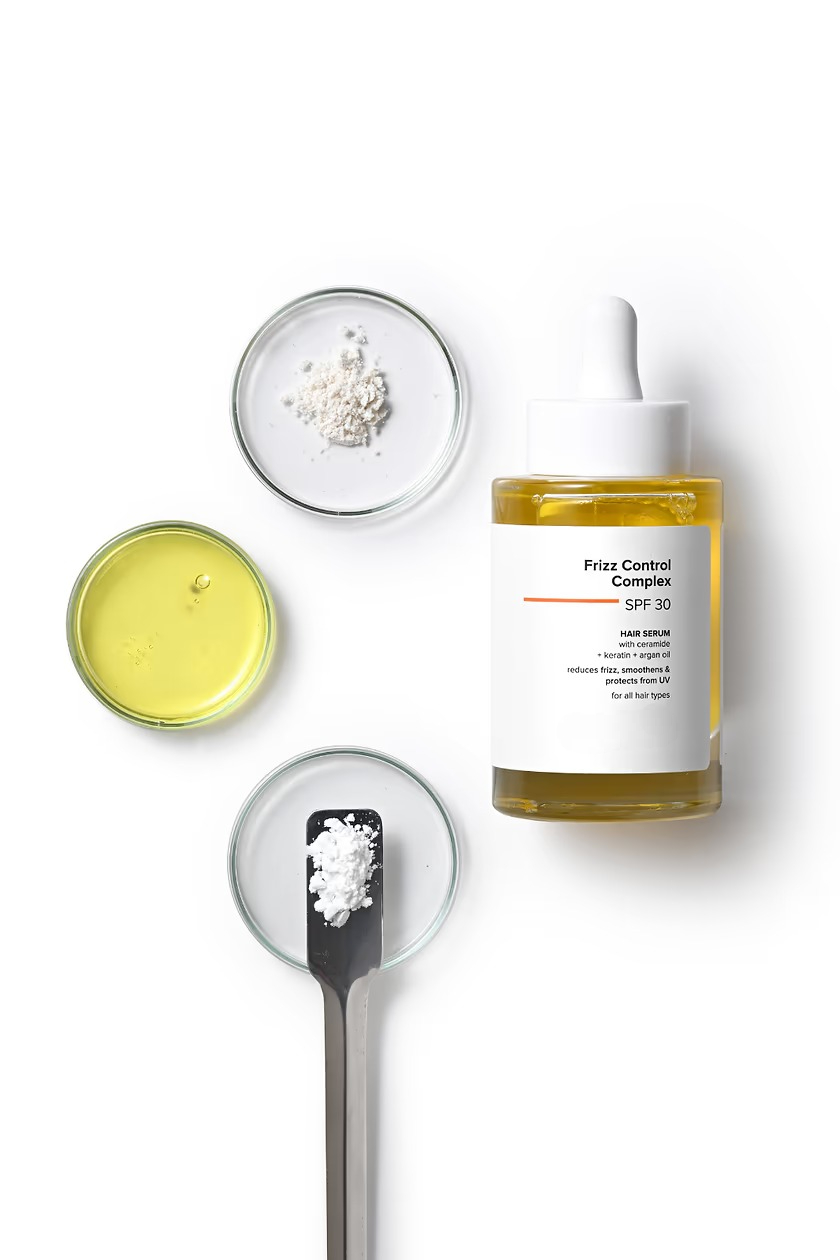 Frizz Control
Complex
SPF 30
HAIR SERUM
with ceramide
+ keratin + argan oil
reduces frizz, smoothens &
protects from UV
for all hair types